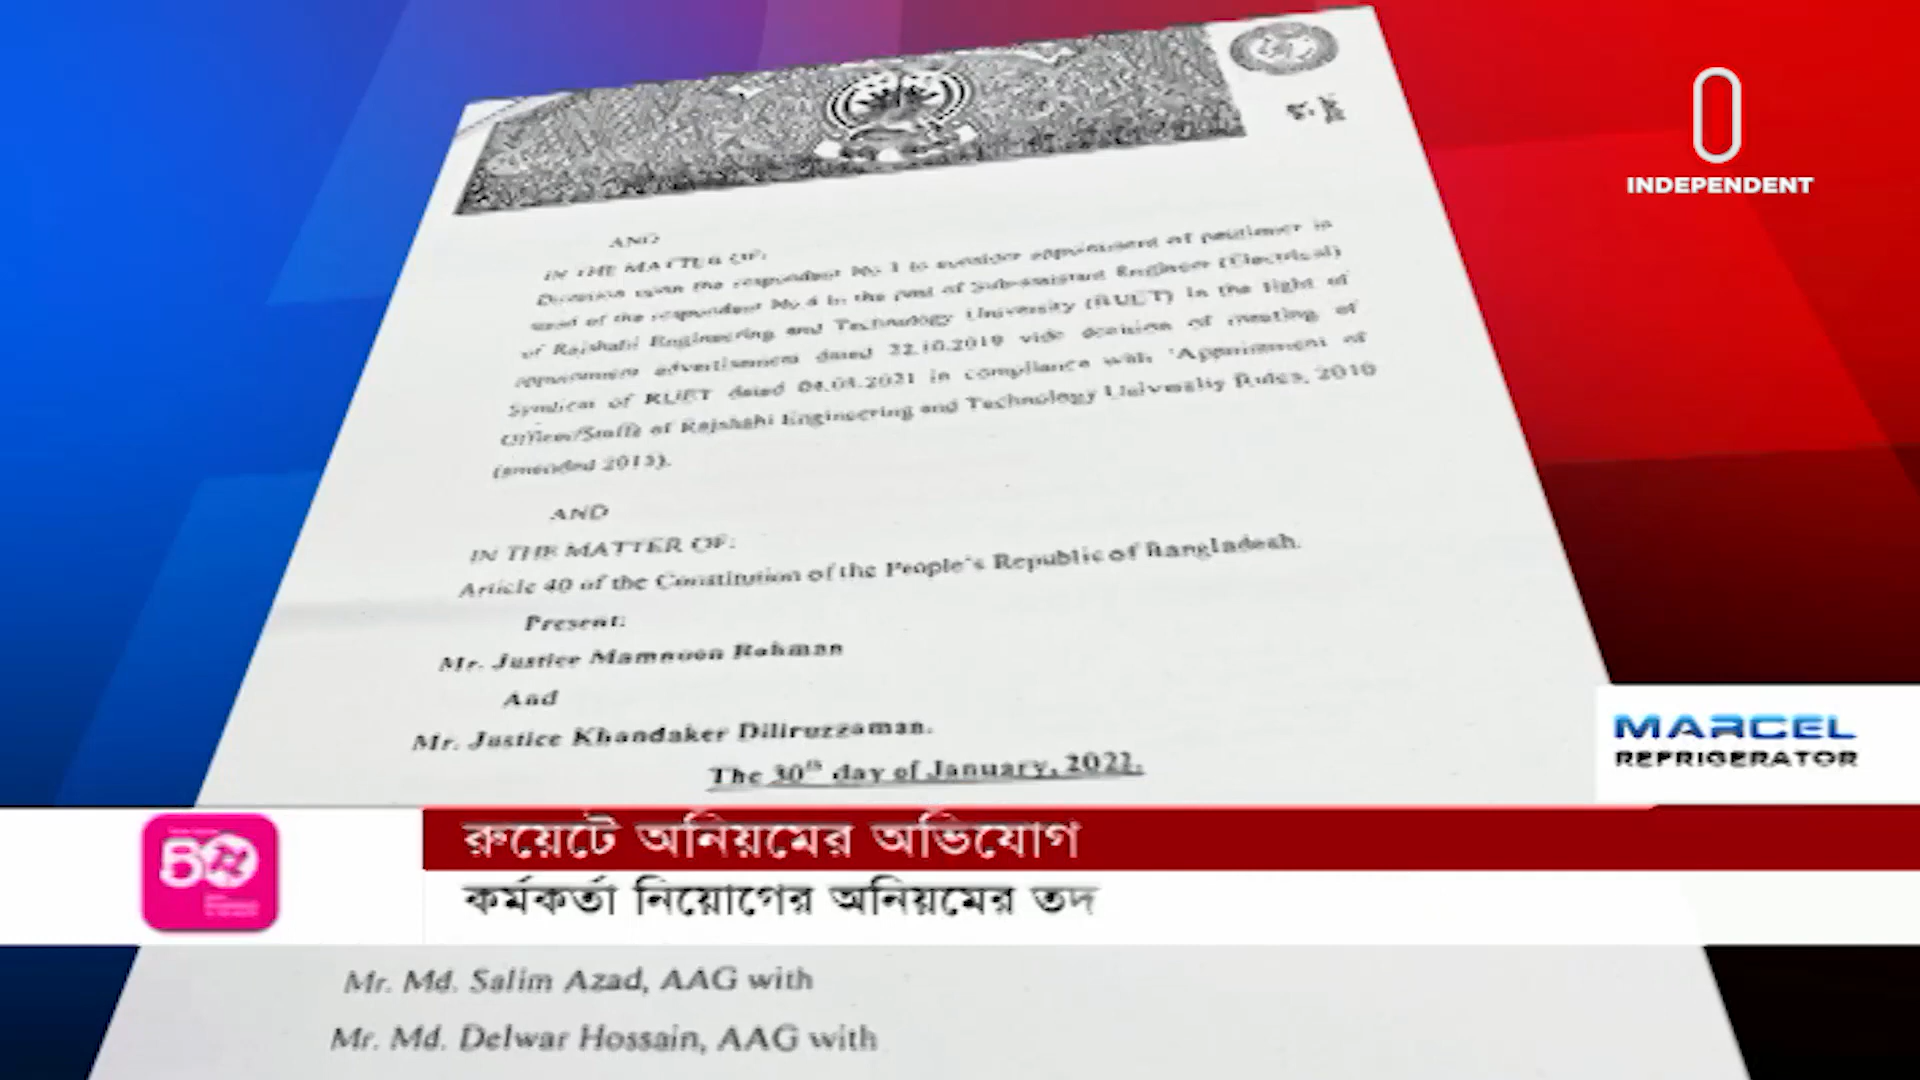 INDEPENDENT
AND
IN THE MATTER OF:
Direction upon the respondent No 1 to consider appointment of petitioner in
stead of the respondent No 4 in the post of Sub-assistant Engineer (Electrical)
of Rajshahi Engineering and Technology University (RUET) in the light of
advertisement dated 22.10.2019 vide decision of meeting of
Syndicat of RUET dated 04.0 .2021 in compliance with 'Appointment of
Officer/Staffs of Rajshahi Engineering and Technology University Rules, 2010
(amended 2013).
AND
IN THE MATTER OF:
Article 40 of the Constitution of the People's Republic of Bangladesh.
Present:
Mr. Justice Mamnoon Rahman
And
Mr. Justice Khandaker Diliruzzaman.
The 30th day of January, 2022.
MARCEL
REFRIGERATOR
রুয়েটে অনিয়মের অভিযোগ
কর্মকর্তা নিয়োগের অনিয়মের তদ
Mr. Md. Salim Azad, AAG with
Mr. Md. Delwar Hossain, AAG with